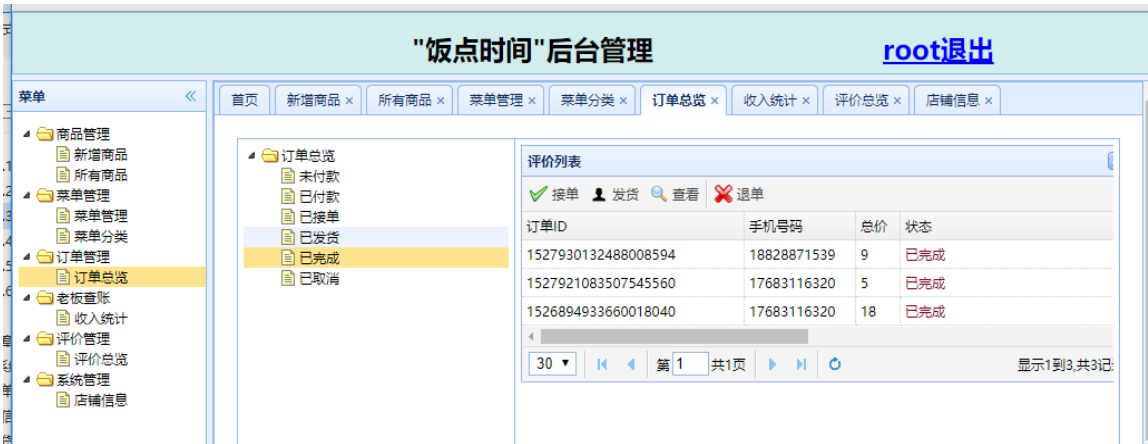 "饭点时间"后台管理 root退出
菜单
商品管理
新增商品
所有商品
菜单管理
菜单管理
菜单分类
订单管理
订单总览
老板查账
收入统计
评价管理
评价总览
系统管理
店铺信息
首页 新增商品 × 所有商品 × 菜单管理 × 菜单分类 × 订单总览 × 收入统计 × 评价总览 × 店铺信息 ×
订单总览
未付款
已付款
已接单
已发货
已完成
已取消
评价列表
接单 发货 查看 退单
订单ID 手机号码 总价 状态
1527930132488008594 18828871539 9 已完成
1527921083507545560 17683116320 5 已完成
1526894933660018040 17683116320 18 已完成
30 第 1 共1页 显示1到3,共3记